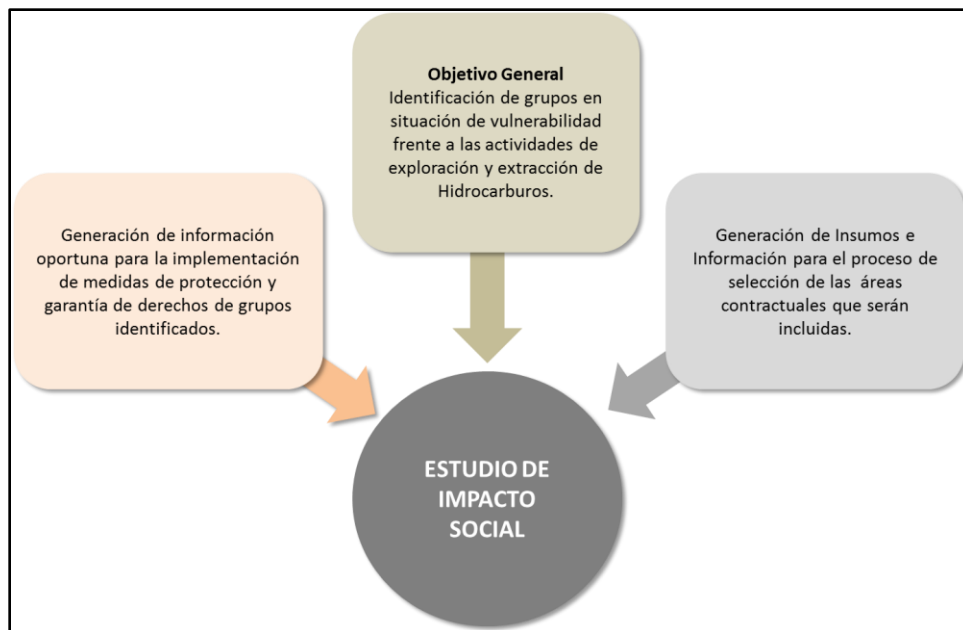 Objetivo General
Identificación de grupos en
situación de vulnerabilidad
frente a las actividades de
exploración y extracción de
Hidrocarburos.
Generación de información
oportuna para la implementación
de medidas de protección y
garantía de derechos de grupos
identificados.
Generación de Insumos e
Información para el proceso de
selección de las áreas
contractuales que serán
incluidas.
ESTUDIO DE
IMPACTO
SOCIAL